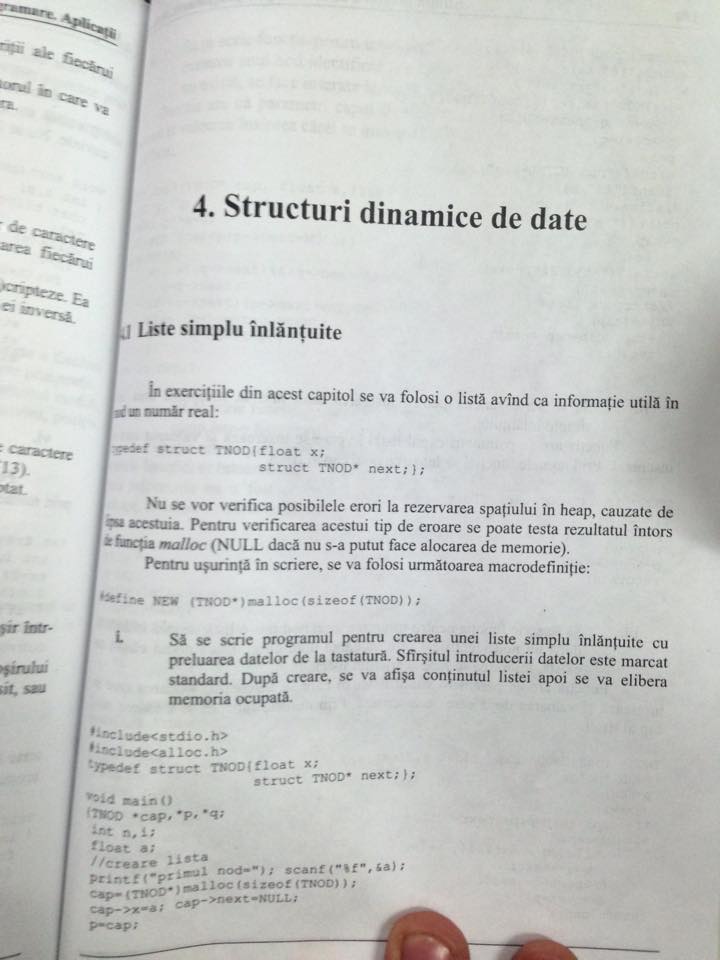 gramare. Aplicații
riții ale fiecărui
orul în care va
ra.
r de caractere
area fiecărui
cripteze. Ea
ei inversă.
e caractere
13).
ptat.
șir într-
șirului
sit, sau
4. Structuri dinamice de date
Liste simplu înlănțuite
În exercițiile din acest capitol se va folosi o listă avînd ca informație utilă în
un număr real:
typedef struct TNOD{float x;
struct TNOD* next;};
Nu se vor verifica posibilele erori la rezervarea spațiului în heap, cauzate de
lipsa acestuia. Pentru verificarea acestui tip de eroare se poate testa rezultatul întors
de funcția malloc (NULL dacă nu s-a putut face alocarea de memorie).
Pentru ușurință în scriere, se va folosi următoarea macrodefiniție:
#define NEW (TNOD*)malloc(sizeof(TNOD));
i. Să se scrie programul pentru crearea unei liste simplu înlănțuite cu
preluarea datelor de la tastatură. Sfîrșitul introducerii datelor este marcat
standard. După creare, se va afișa conținutul listei apoi se va elibera
memoria ocupată.
#include<stdio.h>
#include<alloc.h>
typedef struct TNOD{float x;
struct TNOD* next;};
void main()
{TNOD *cap,*p,*q;
int n,i;
float a;
//creare lista
printf("primul nod="); scanf("%f",&a);
cap=(TNOD*)malloc(sizeof(TNOD));
cap->x=a; cap->next=NULL;
p=cap;